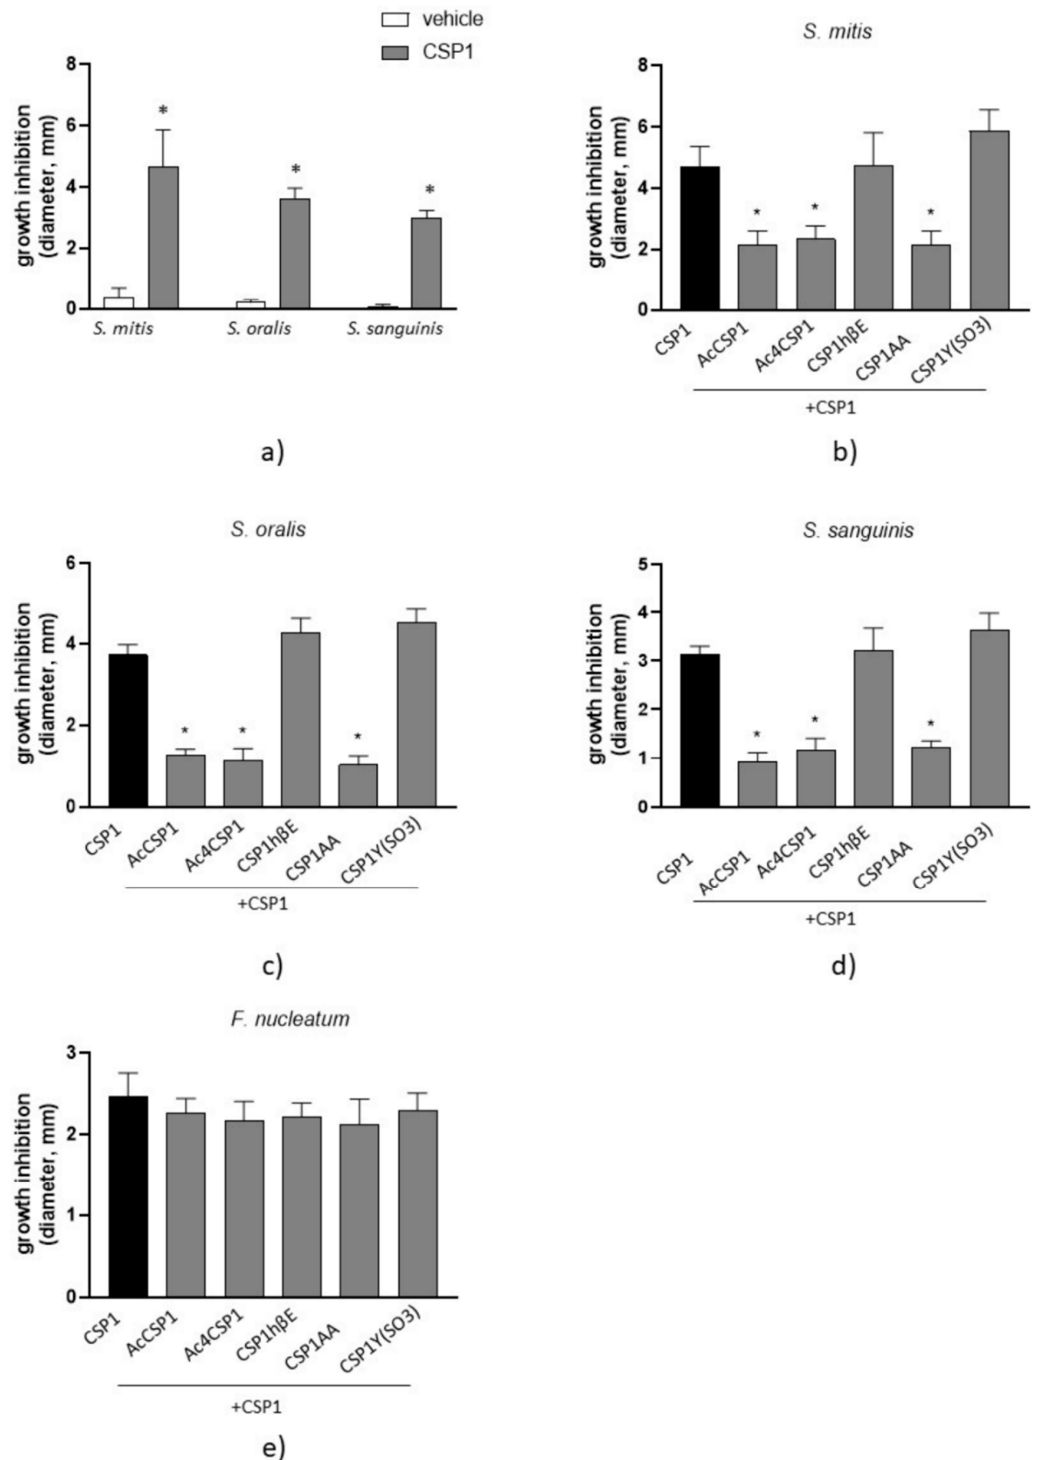 vehicle
CSP1
growth inhibition
(diameter, mm)
8
6
4
2
0
*
*
*
S. mitis
S. oralis
S. sanguinis
a)
S. mitis
growth inhibition
(diameter, mm)
8
6
4
2
0
*
*
*
CSP1
AcCSP1
Ac4CSP1
CSP1hβE
CSP1AA
CSP1Y(SO3)
+CSP1
b)
S. oralis
growth inhibition
(diameter, mm)
6
4
2
0
*
*
*
CSP1
AcCSP1
Ac4CSP1
CSP1hβE
CSP1AA
CSP1Y(SO3)
+CSP1
c)
S. sanguinis
growth inhibition
(diameter, mm)
5
4
3
2
1
0
*
*
*
CSP1
AcCSP1
Ac4CSP1
CSP1hβE
CSP1AA
CSP1Y(SO3)
+CSP1
d)
F. nucleatum
growth inhibition
(diameter, mm)
3
2
1
0
CSP1
AcCSP1
Ac4CSP1
CSP1hβE
CSP1AA
CSP1Y(SO3)
+CSP1
e)